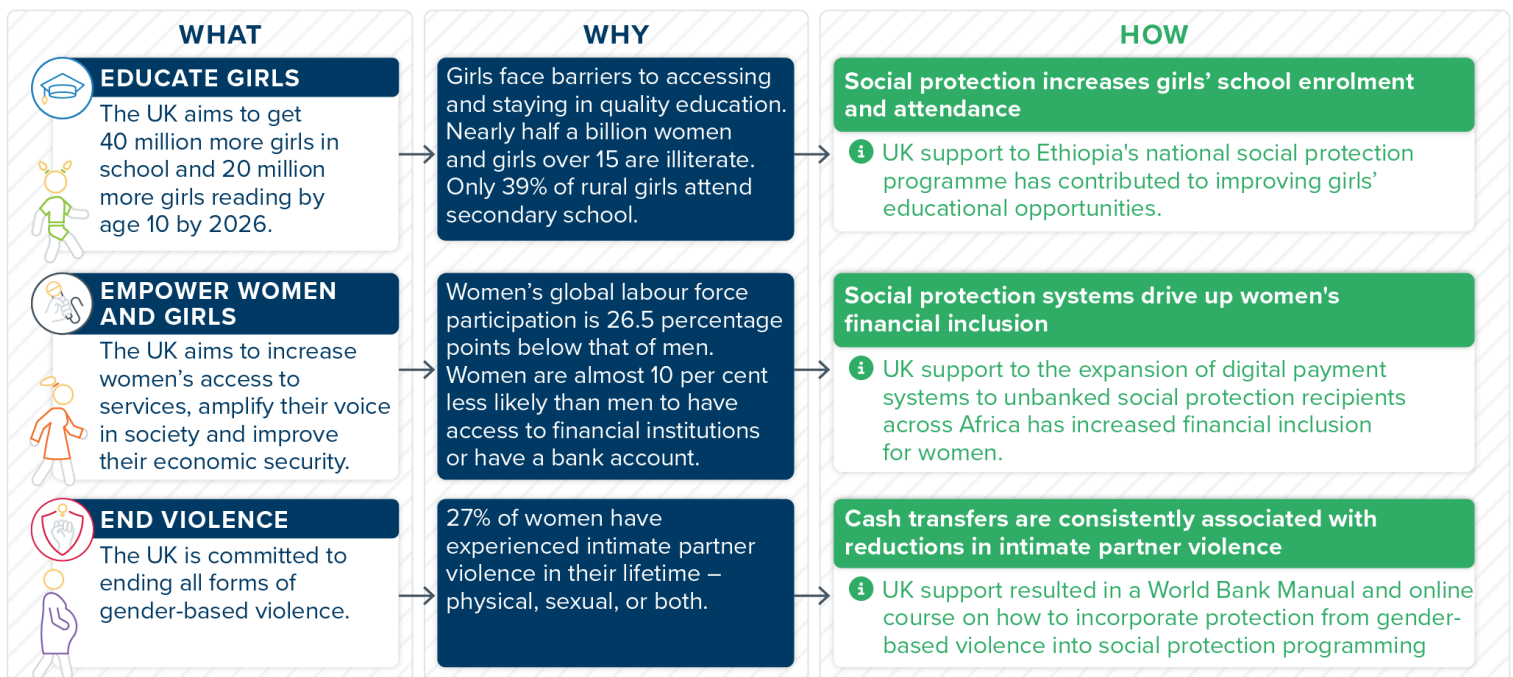 WHAT
WHY
HOW
EDUCATE GIRLS
The UK aims to get
40 million more girls in
school and 20 million
more girls reading by
age 10 by 2026.
Girls face barriers to accessing
and staying in quality education.
Nearly half a billion women
and girls over 15 are illiterate.
Only 39% of rural girls attend
secondary school.
Social protection increases girls’ school enrolment
and attendance
UK support to Ethiopia's national social protection
programme has contributed to improving girls’
educational opportunities.
EMPOWER WOMEN
AND GIRLS
The UK aims to increase
women’s access to
services, amplify their voice
in society and improve
their economic security.
Women’s global labour force
participation is 26.5 percentage
points below that of men.
Women are almost 10 per cent
less likely than men to have
access to financial institutions
or have a bank account.
Social protection systems drive up women's
financial inclusion
UK support to the expansion of digital payment
systems to unbanked social protection recipients
across Africa has increased financial inclusion
for women.
END VIOLENCE
The UK is committed to
ending all forms of
gender-based violence.
27% of women have
experienced intimate partner
violence in their lifetime –
physical, sexual, or both.
Cash transfers are consistently associated with
reductions in intimate partner violence
UK support resulted in a World Bank Manual and online
course on how to incorporate protection from gender-
based violence into social protection programming